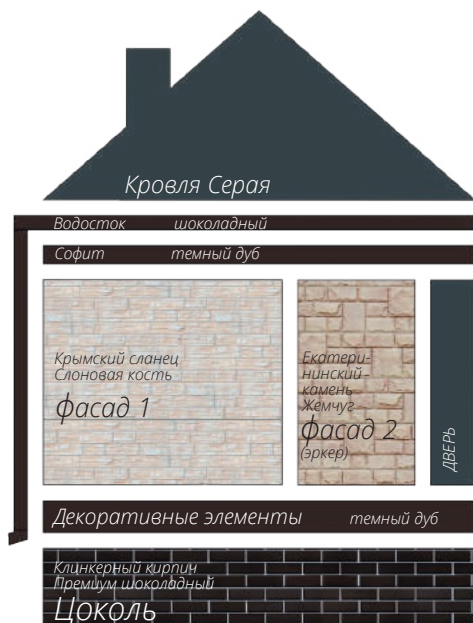 Кровля Серая
Водосток шоколадный
Софит темный дуб
Крымский сланец
Слоновая кость
фасад 1
Екатери-
нинский
камень
Жемчуг
фасад 2
(эркер)
ДВЕРЬ
Декоративные элементы темный дуб
Клинкерный кирпич
Премиум шоколадный
Цоколь